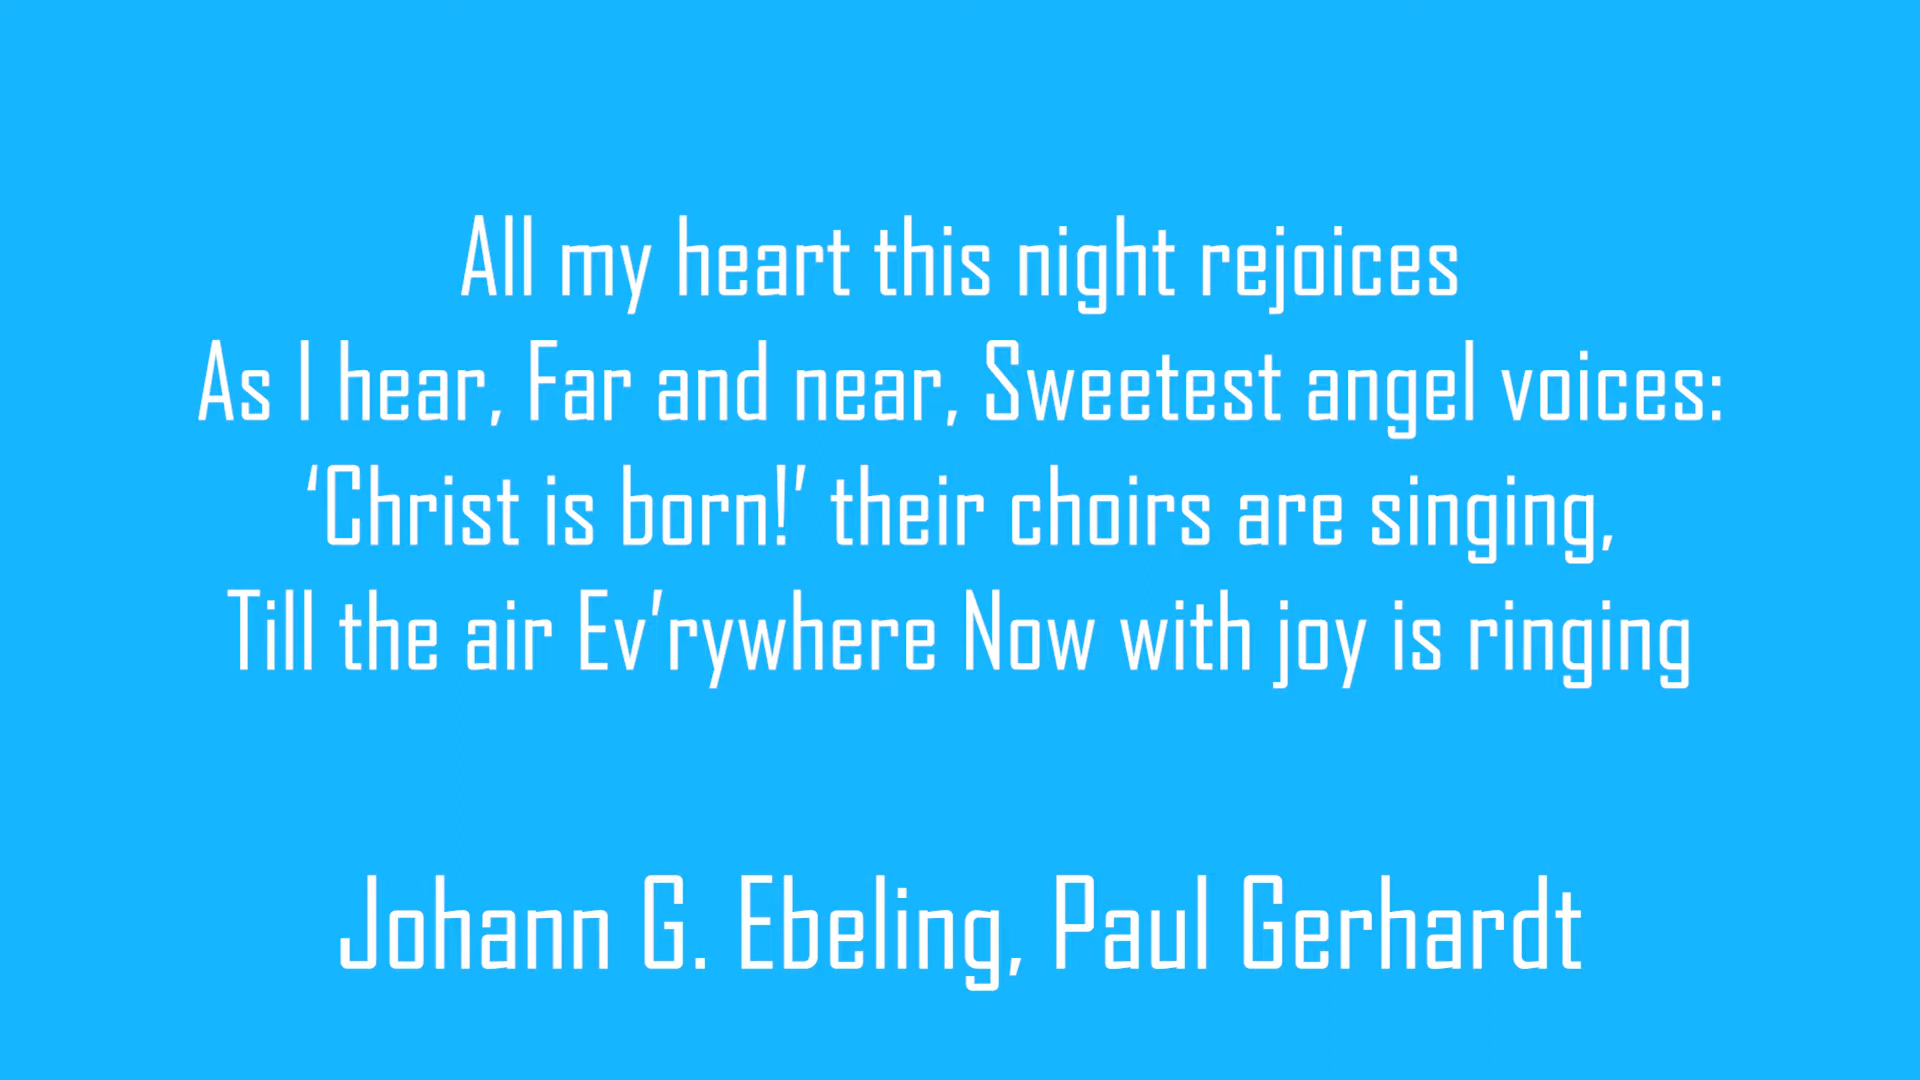 All my heart this night rejoices
As I hear, Far and near, Sweetest angel voices:
‘Christ is born!’ their choirs are singing,
Till the air Ev’rywhere Now with joy is ringing
Johann G. Ebeling, Paul Gerhardt